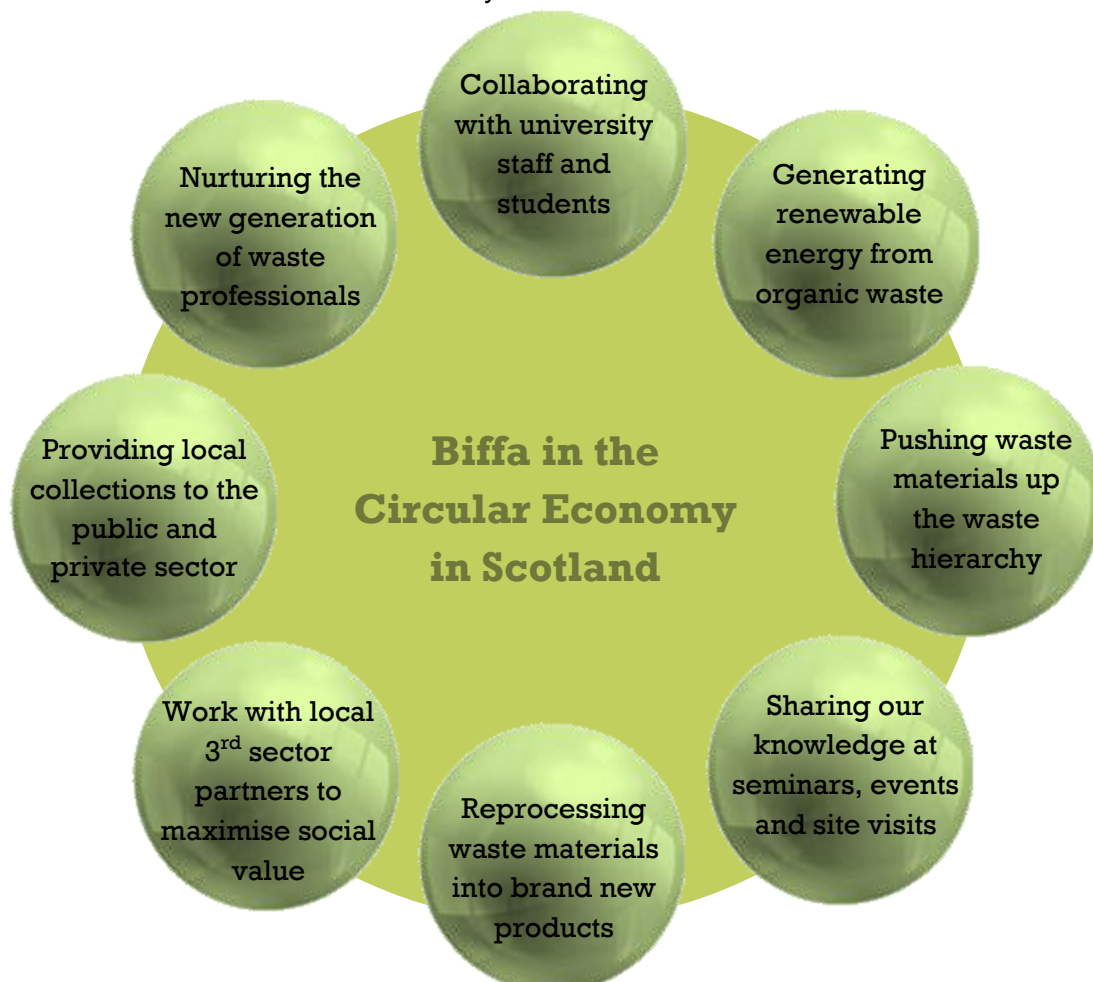 Collaborating
with university
staff and
students
Generating
renewable
energy from
organic waste
Pushing waste
materials up
the waste
hierarchy
Sharing our
knowledge at
seminars, events
and site visits
Reprocessing
waste materials
into brand new
products
Work with local
3rd sector
partners to
maximise social
value
Providing local
collections to the
public and
private sector
Nurturing the
new generation
of waste
professionals
Biffa in the
Circular Economy
in Scotland